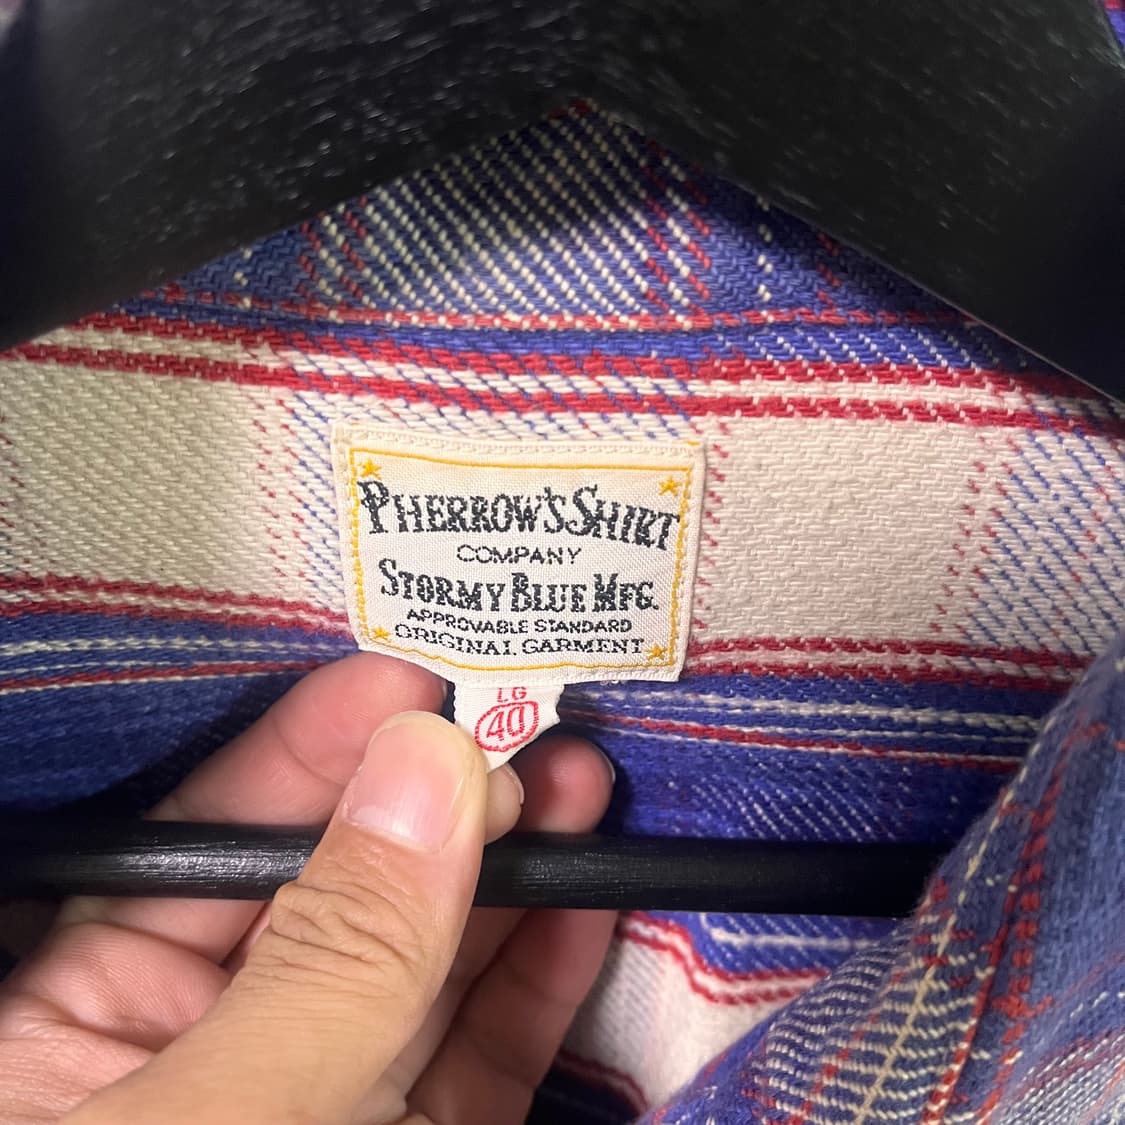 PHERROW'S SHIRT
COMPANY
STORMY BLUE MFG.
APPROVABLE STANDARD
ORIGINAL GARMENT
LG
40